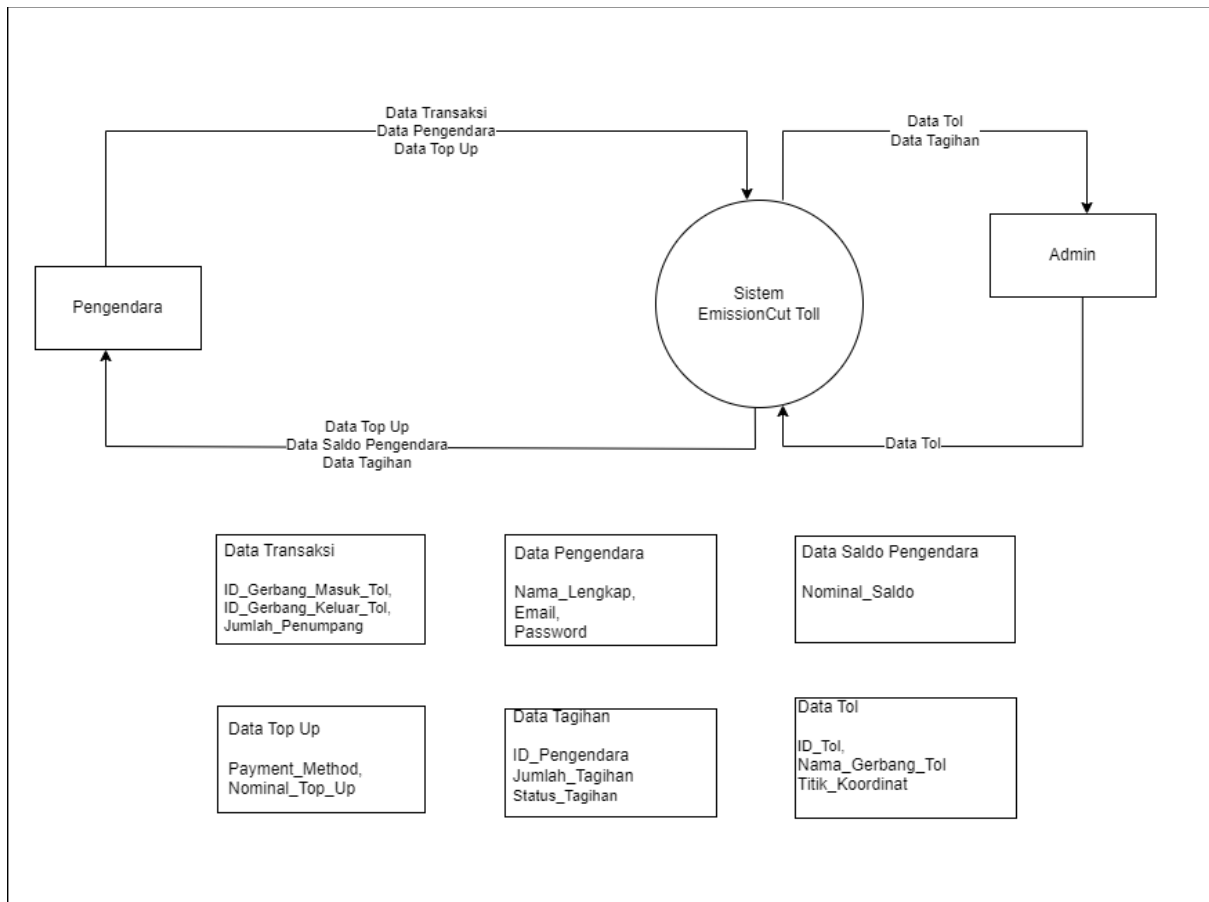 Data Transaksi
Data Pengendara
Data Top Up
Data Tol
Data Tagihan
Pengendara
Sistem
EmissionCut Toll
Admin
Data Top Up
Data Saldo Pengendara
Data Tagihan
Data Tol
Data Transaksi
ID_Gerbang_Masuk_Tol,
ID_Gerbang_Keluar_Tol,
Jumlah_Penumpang
Data Pengendara
Nama_Lengkap,
Email,
Password
Data Saldo Pengendara
Nominal_Saldo
Data Top Up
Payment_Method,
Nominal_Top_Up
Data Tagihan
ID_Pengendara
Jumlah_Tagihan
Status_Tagihan
Data Tol
ID_Tol,
Nama_Gerbang_Tol
Titik_Koordinat